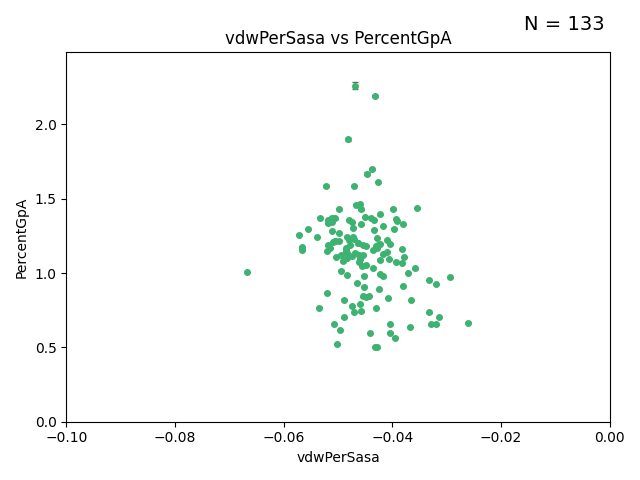 N = 133
vdwPerSasa vs PercentGpA
PercentGpA
2.0
1.5
1.0
0.5
0.0
−0.10 −0.08 −0.06 −0.04 −0.02 0.00
vdwPerSasa